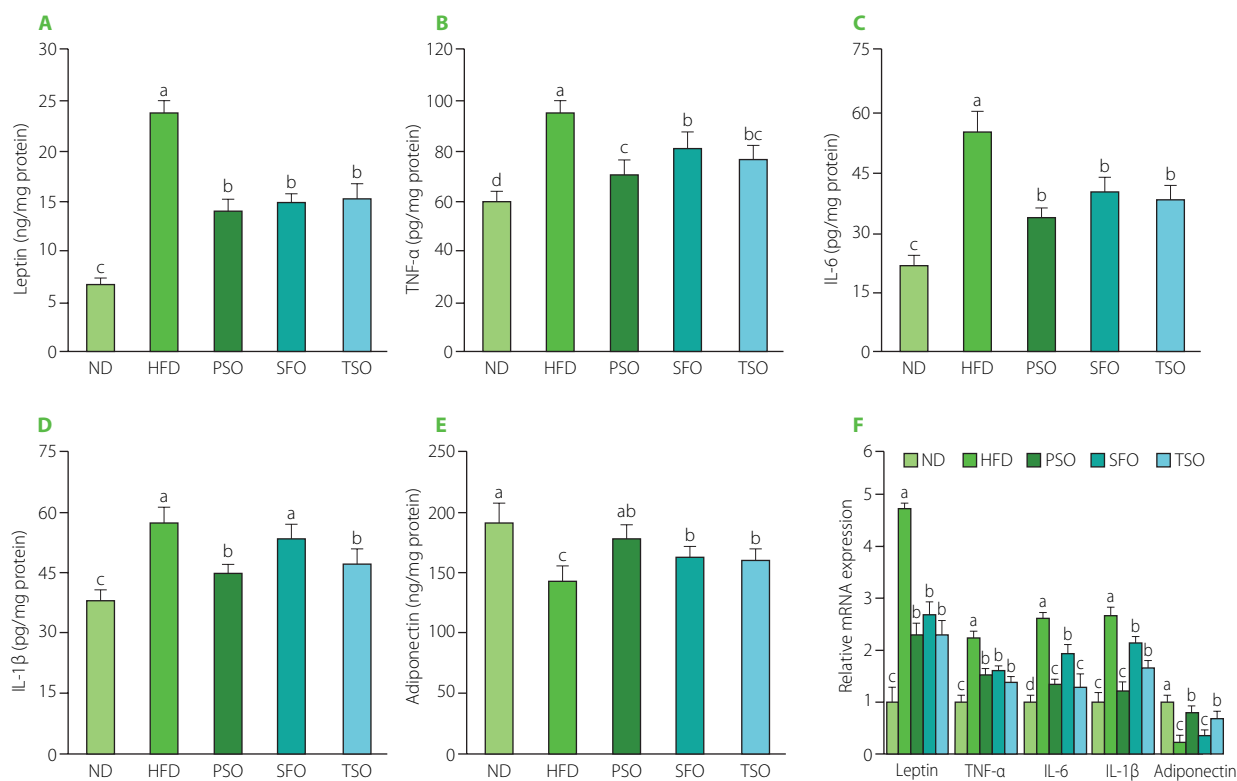 A
Leptin (ng/mg protein)
30
25
20
15
10
5
0
c
a
b
b
b
ND HFD PSO SFO TSO
B
TNF-α (pg/mg protein)
120
100
80
60
40
20
0
d
a
c
b
bc
ND HFD PSO SFO TSO
C
IL-6 (pg/mg protein)
75
60
45
30
15
0
c
a
b
b
b
ND HFD PSO SFO TSO
D
IL-1β (pg/mg protein)
75
60
45
30
15
0
c
a
b
a
b
ND HFD PSO SFO TSO
E
Adiponectin (ng/mg protein)
250
200
150
100
50
0
a
c
ab
b
b
ND HFD PSO SFO TSO
F
ND HFD PSO SFO TSO
Relative mRNA expression
6
5
4
3
2
1
0
c a b b b
c a b b b
d a c b c
c a c b b
a c b c b
Leptin TNF-α IL-6 IL-1β Adiponectin